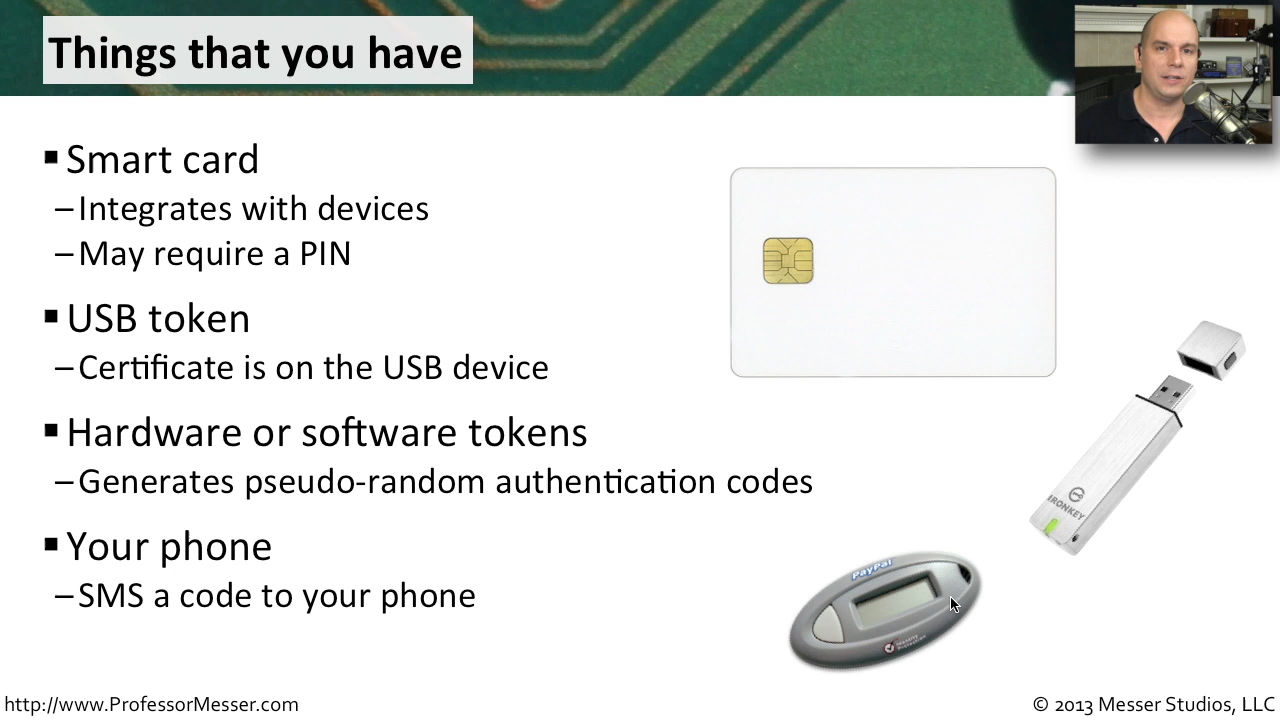 Things that you have
▪ Smart card
– Integrates with devices
– May require a PIN
▪ USB token
– Certificate is on the USB device
▪ Hardware or software tokens
– Generates pseudo-random authentication codes
▪ Your phone
– SMS a code to your phone
IRONKEY
PayPal
http://www.ProfessorMesser.com
© 2013 Messer Studios, LLC